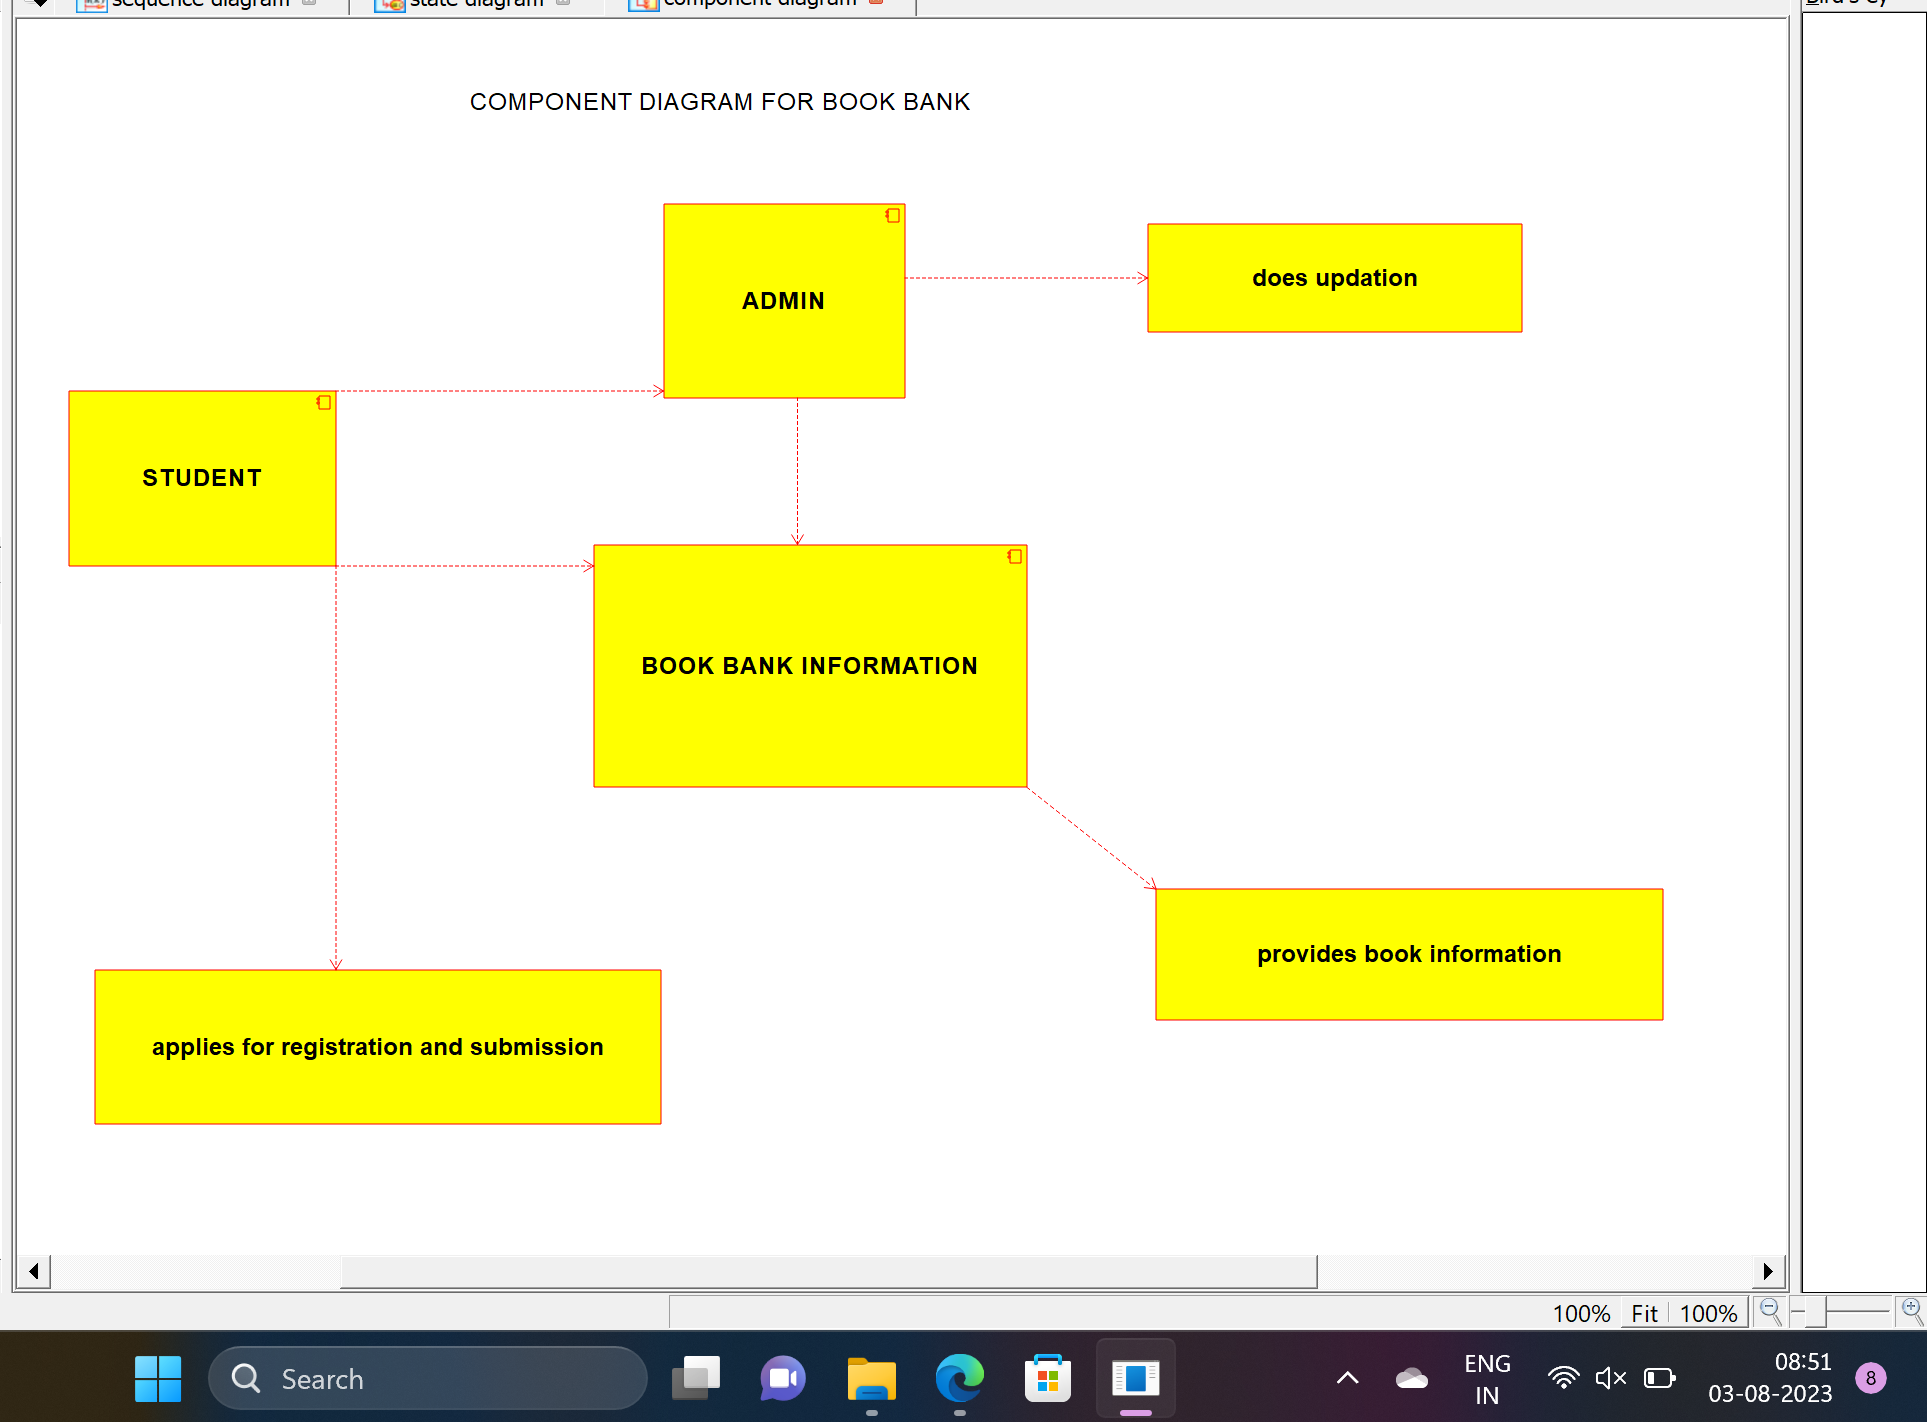 sequence diagram
state diagram
component diagram
COMPONENT DIAGRAM FOR BOOK BANK
ADMIN
does updation
STUDENT
BOOK BANK INFORMATION
provides book information
applies for registration and submission
100% Fit 100%
Search
ENG
IN
08:51
03-08-2023
8